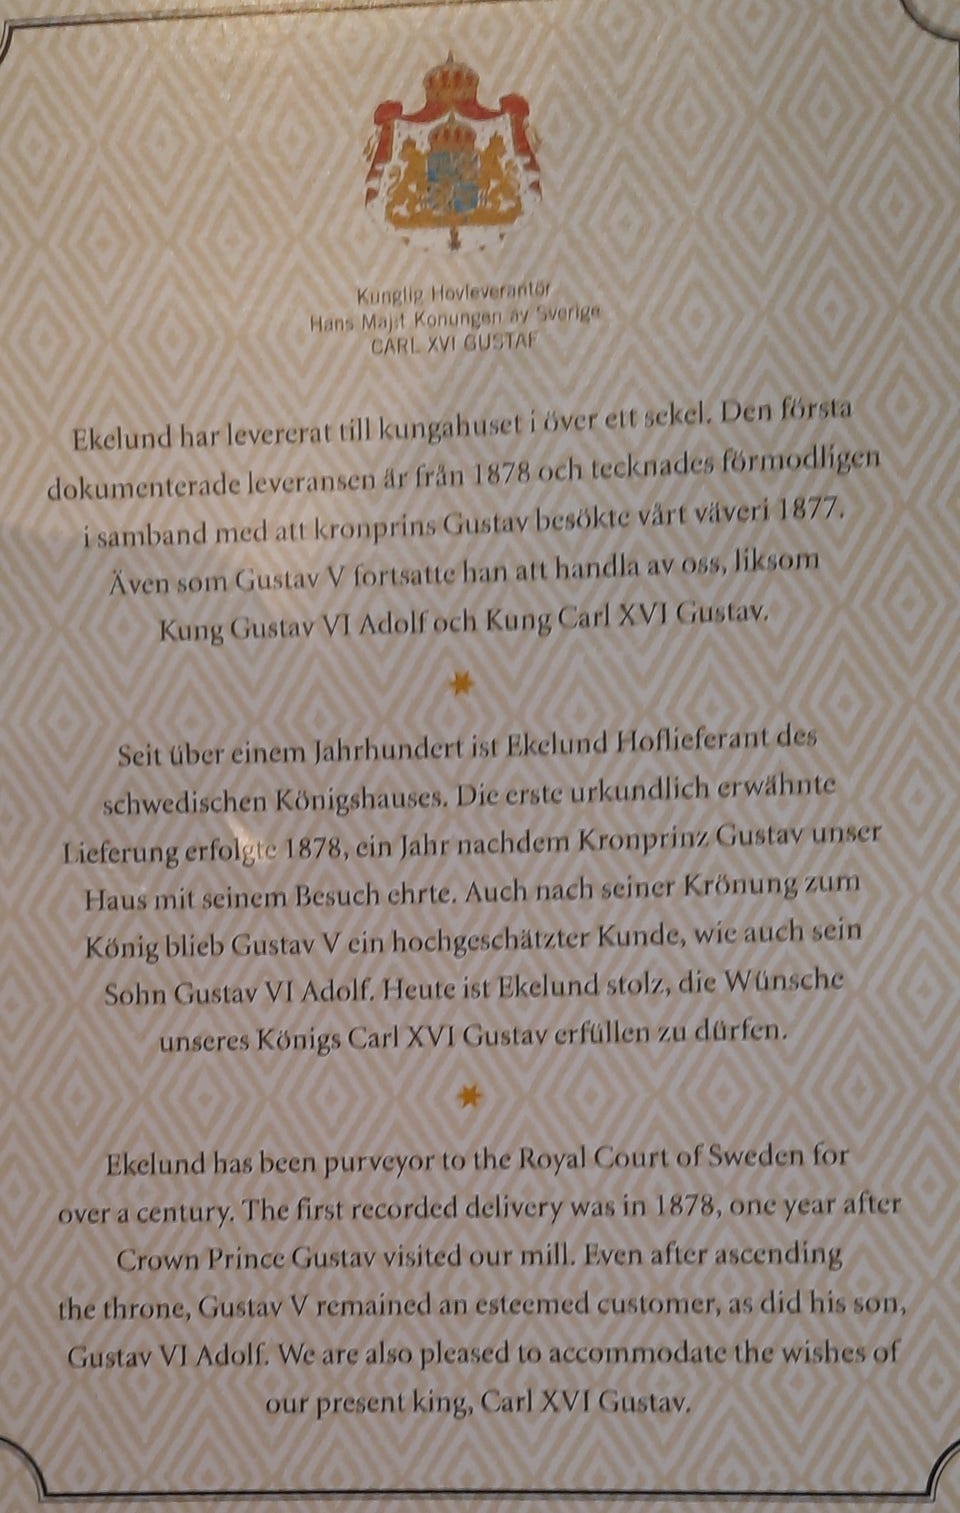 Kunglig Hovleverantör
Hans Maj:t Konungen av Sverige
CARL XVI GUSTAF
Ekelund har levererat till kungahuset i över ett sekel. Den första
dokumenterade leveransen är från 1878 och tecknades förmodligen
i samband med att kronprins Gustav besökte vårt väveri 1877.
Även som Gustav V fortsatte han att handla av oss, liksom
Kung Gustav VI Adolf och Kung Carl XVI Gustav.
Seit über einem Jahrhundert ist Ekelund Hoflieferant des
schwedischen Königshauses. Die erste urkundlich erwähnte
Lieferung erfolgte 1878, ein Jahr nachdem Kronprinz Gustav unser
Haus mit seinem Besuch ehrte. Auch nach seiner Krönung zum
König blieb Gustav V ein hochgeschätzter Kunde, wie auch sein
Sohn Gustav VI Adolf. Heute ist Ekelund stolz, die Wünsche
unseres Königs Carl XVI Gustav erfüllen zu dürfen.
Ekelund has been purveyor to the Royal Court of Sweden for
over a century. The first recorded delivery was in 1878, one year after
Crown Prince Gustav visited our mill. Even after ascending
the throne, Gustav V remained an esteemed customer, as did his son,
Gustav VI Adolf. We are also pleased to accommodate the wishes of
our present king, Carl XVI Gustav.